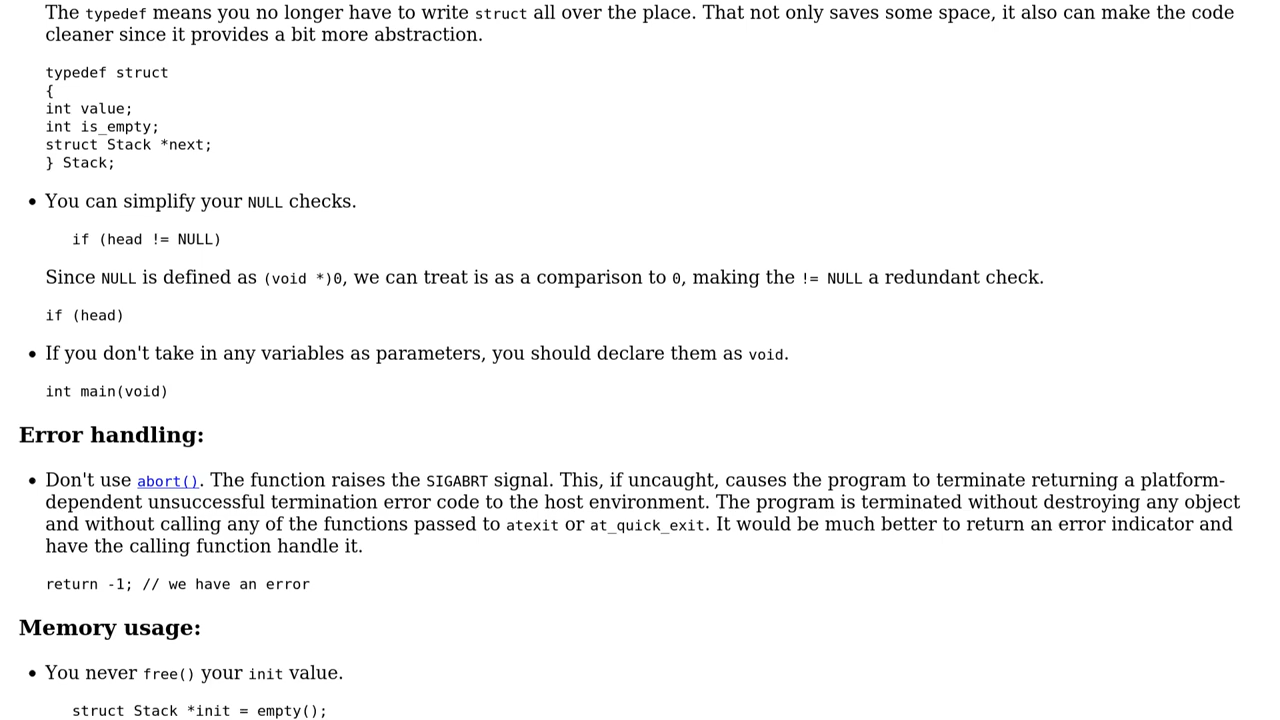 The typedef means you no longer have to write struct all over the place. That not only saves some space, it also can make the code
cleaner since it provides a bit more abstraction.
typedef struct
{
int value;
int is_empty;
struct Stack *next;
} Stack;
• You can simplify your NULL checks.
if (head != NULL)
Since NULL is defined as (void *)0, we can treat is as a comparison to 0, making the != NULL a redundant check.
if (head)
• If you don't take in any variables as parameters, you should declare them as void.
int main(void)
Error handling:
• Don't use abort(). The function raises the SIGABRT signal. This, if uncaught, causes the program to terminate returning a platform-
dependent unsuccessful termination error code to the host environment. The program is terminated without destroying any object
and without calling any of the functions passed to atexit or at_quick_exit. It would be much better to return an error indicator and
have the calling function handle it.
return -1; // we have an error
Memory usage:
• You never free() your init value.
struct Stack *init = empty();